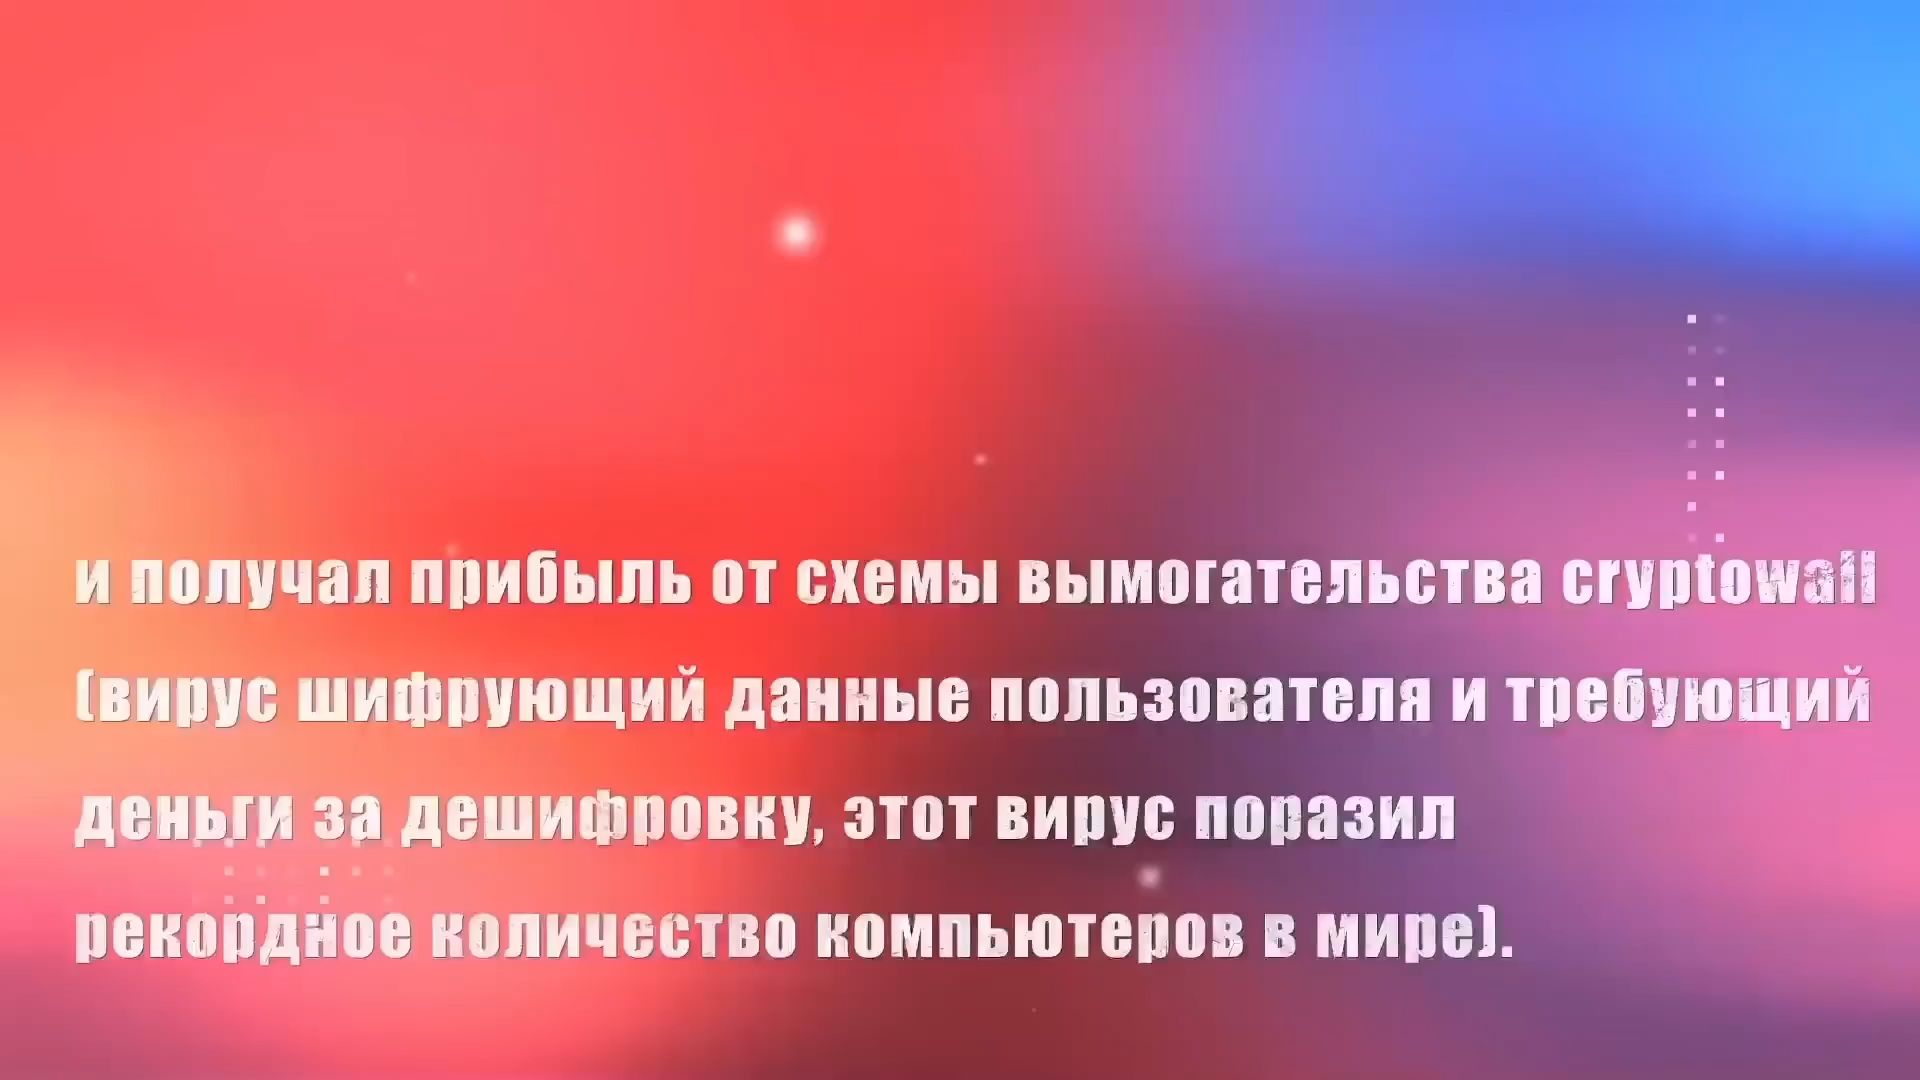 и получал прибыль от схемы вымогательства cryptowall
(вирус шифрующий данные пользователя и требующий
деньги за дешифровку, этот вирус поразил
рекордное количество компьютеров в мире).